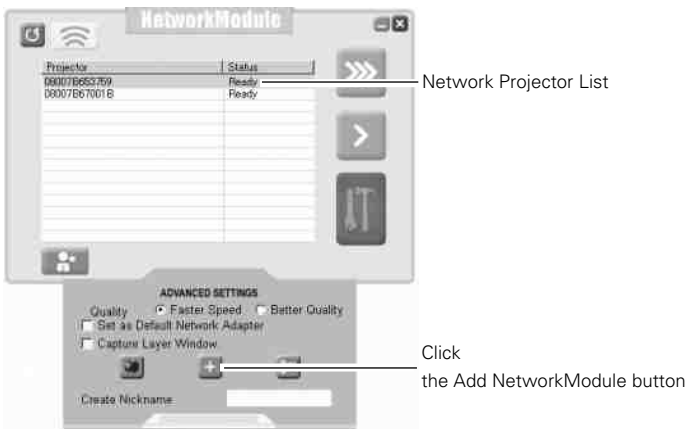 NetworkModule
Projector Status
08007B653759 Ready
08007B67001B Ready
Network Projector List
ADVANCED SETTINGS
Quality Faster Speed Better Quality
Set as Default Network Adapter
Capture Layer Window
Click
the Add NetworkModule button
Create Nickname